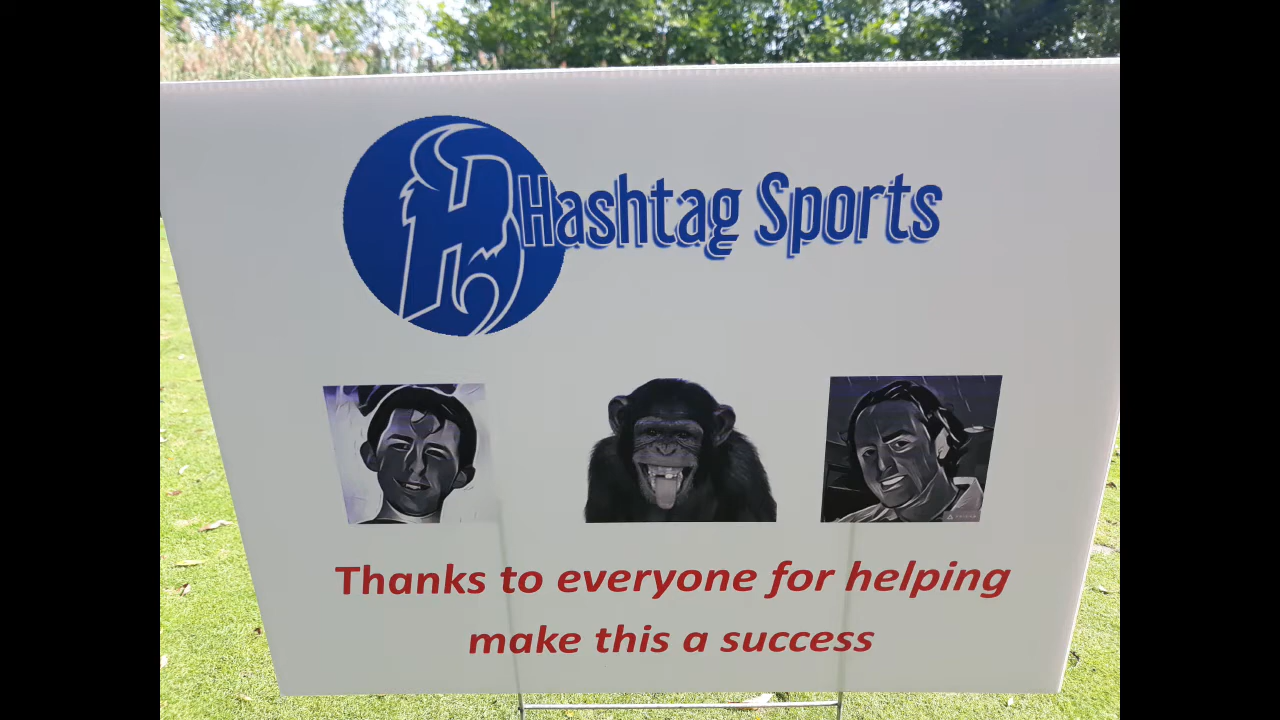 H
Hashtag Sports
Thanks to everyone for helping
make this a success